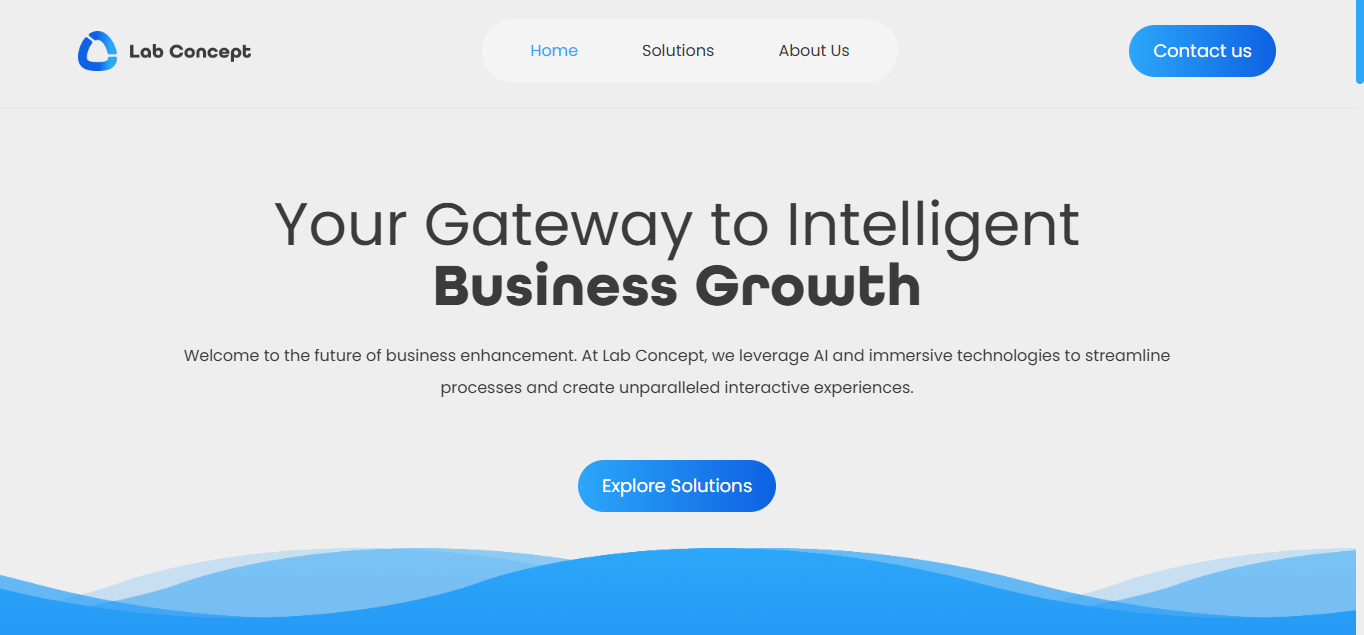 Lab Concept
Home
Solutions
About Us
Contact us
Your Gateway to Intelligent
Business Growth
Welcome to the future of business enhancement. At Lab Concept, we leverage AI and immersive technologies to streamline
processes and create unparalleled interactive experiences.
Explore Solutions